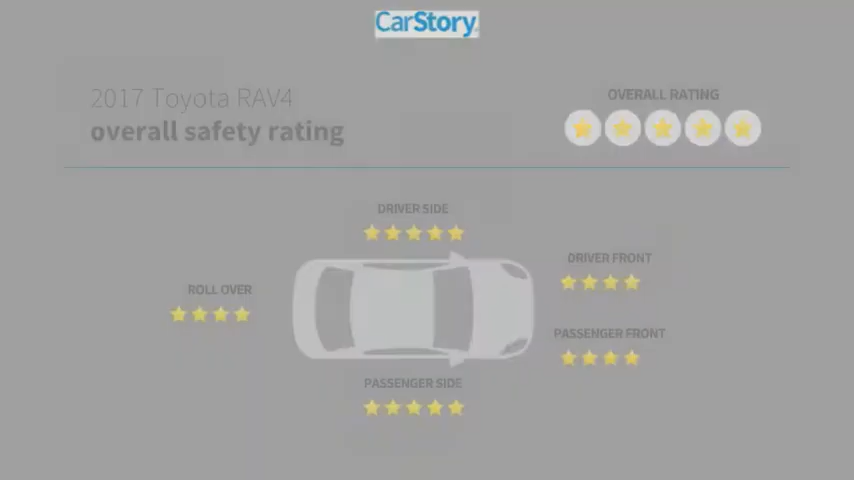 CarStory
2017 Toyota RAV4
overall safety rating
OVERALL RATING
DRIVER SIDE
DRIVER FRONT
ROLL OVER
PASSENGER FRONT
PASSENGER SIDE